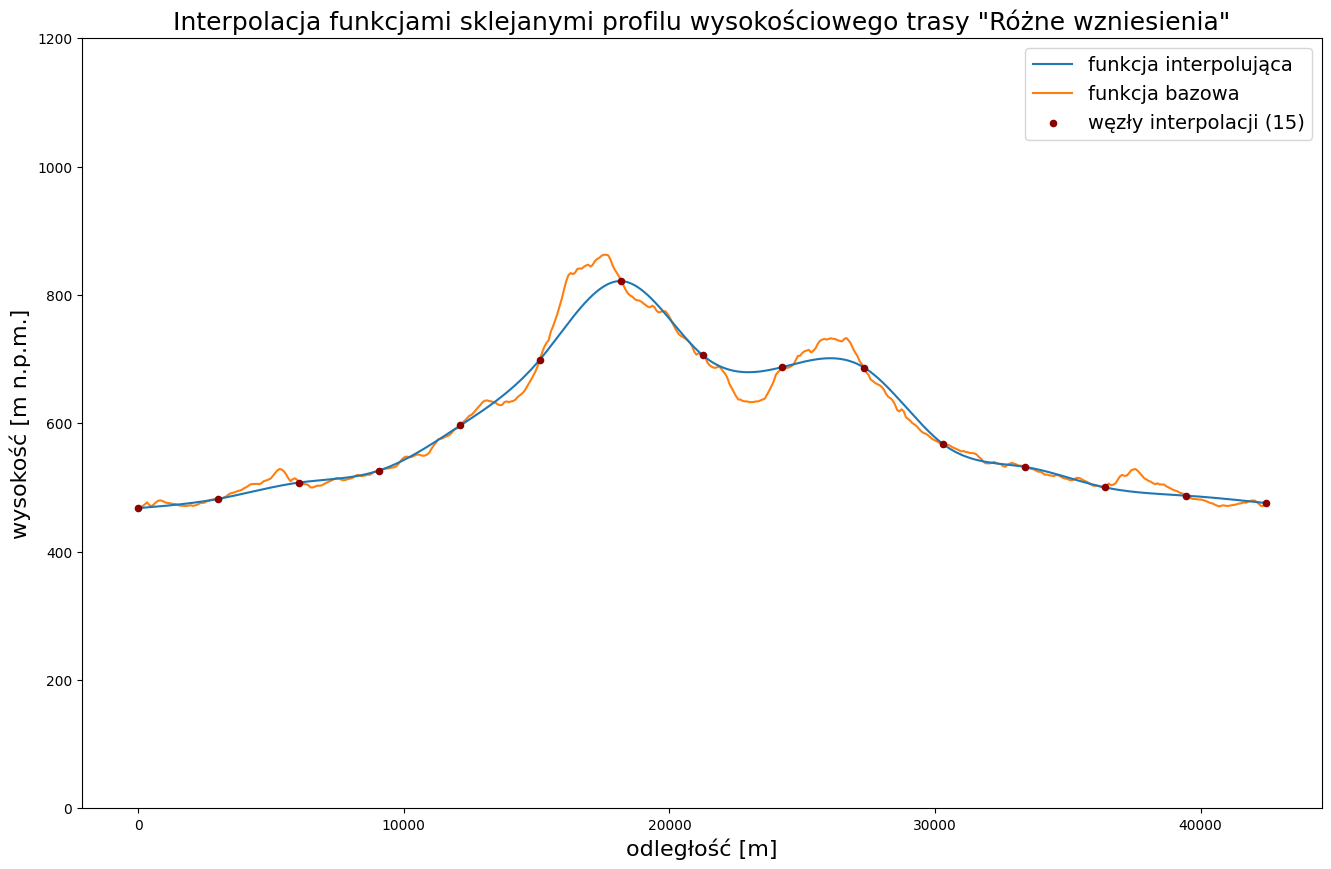 Interpolacja funkcjami sklejanymi profilu wysokościowego trasy "Różne wzniesienia"
funkcja interpolująca
funkcja bazowa
węzły interpolacji (15)
wysokość [m n.p.m.]
1200
1000
800
600
400
200
0
0 10000 20000 30000 40000
odległość [m]